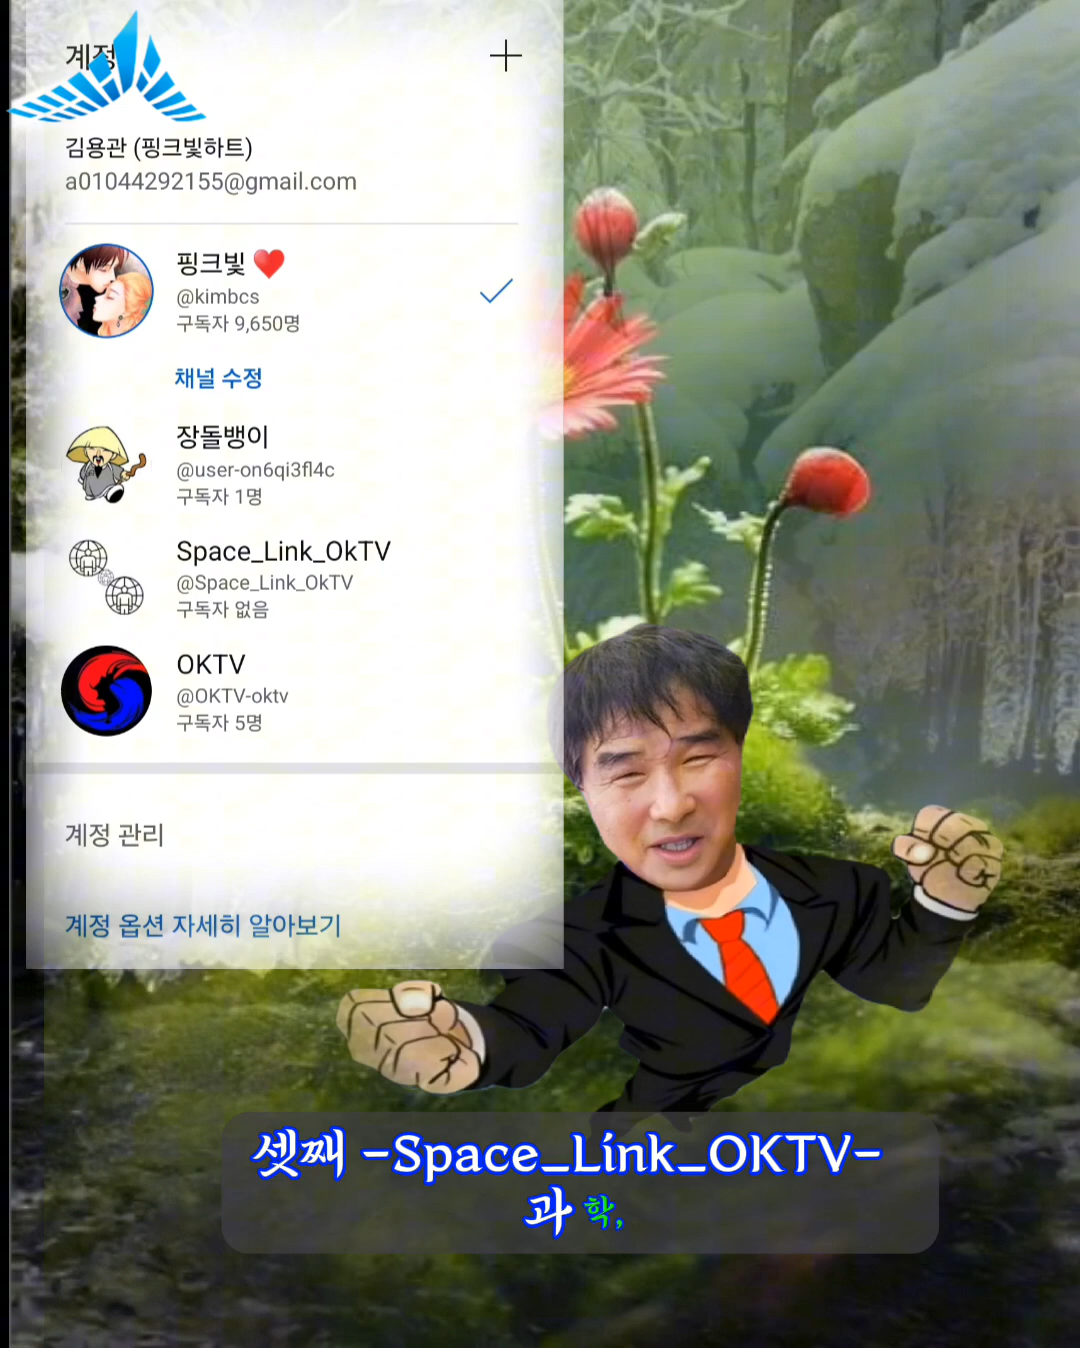 계정
김용관 (핑크빛하트)
a01044292155@gmail.com
핑크빛 ❤️
@kimbcs
구독자 9,650명
채널 수정
장돌뱅이
@user-on6qi3fl4c
구독자 1명
Space_Link_OkTV
@Space_Link_OkTV
구독자 없음
OKTV
@OKTV-oktv
구독자 5명
계정 관리
계정 옵션 자세히 알아보기
셋째 -Space_Link_OKTV-
과 학,